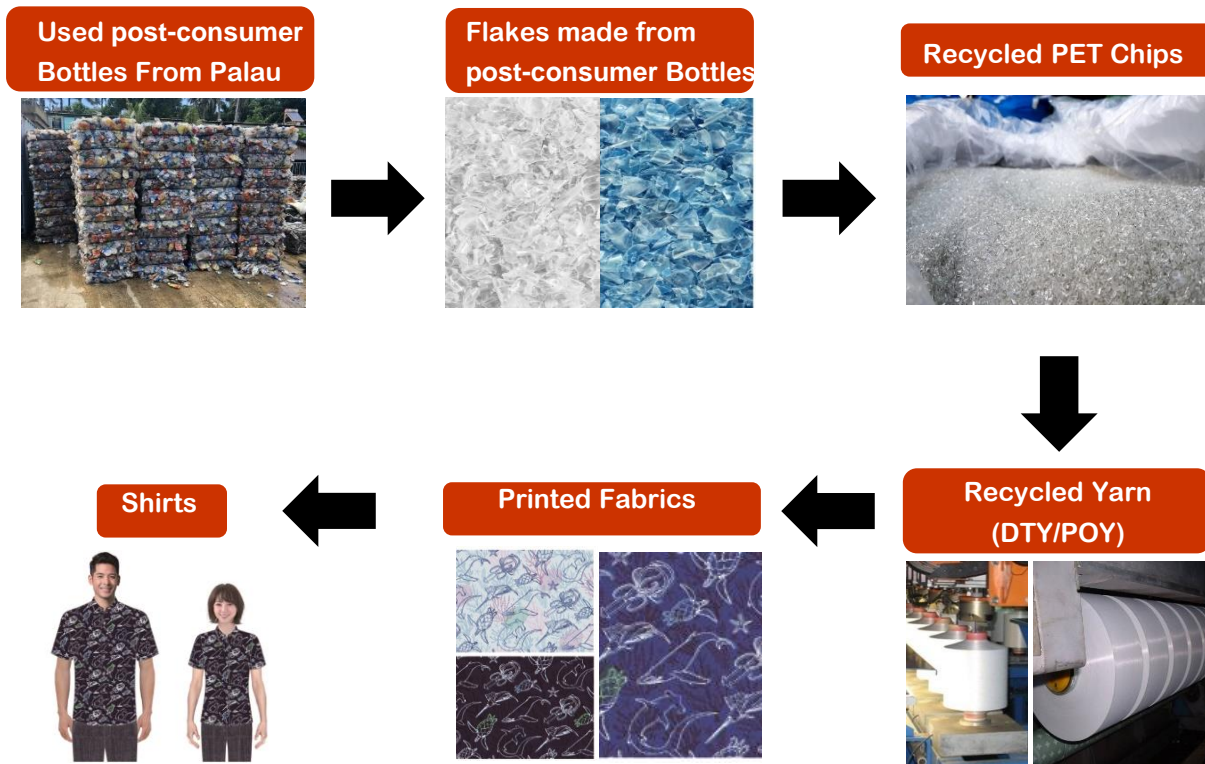 Used post-consumer
Bottles From Palau
Flakes made from
post-consumer Bottles
Recycled PET Chips
Recycled Yarn
(DTY/POY)
Printed Fabrics
Shirts